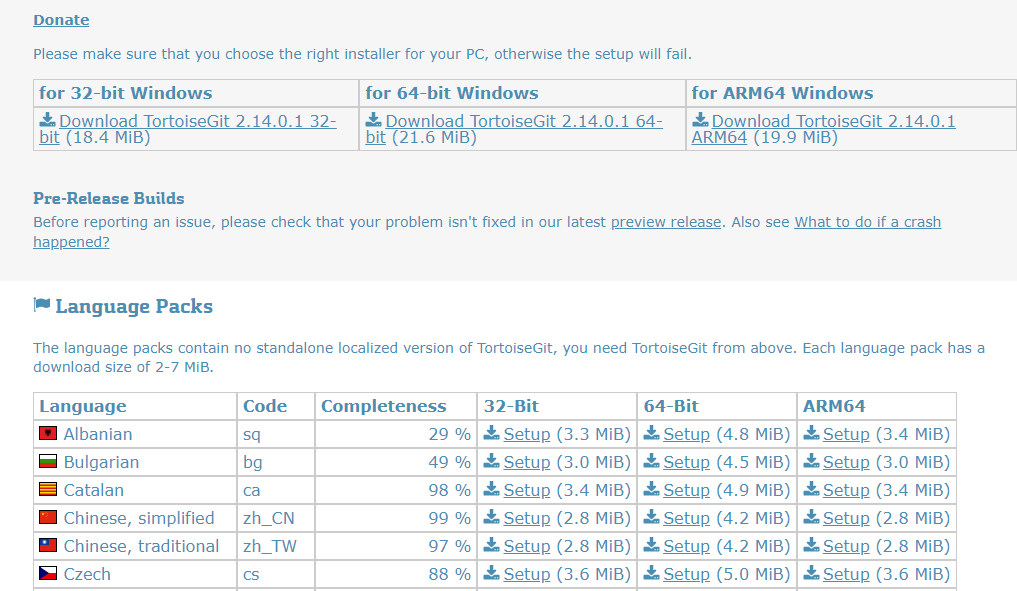 Donate
Please make sure that you choose the right installer for your PC, otherwise the setup will fail.
for 32-bit Windows for 64-bit Windows for ARM64 Windows
Download TortoiseGit 2.14.0.1 32- Download TortoiseGit 2.14.0.1 64- Download TortoiseGit 2.14.0.1
bit (18.4 MiB) bit (21.6 MiB) ARM64 (19.9 MiB)
Pre-Release Builds
Before reporting an issue, please check that your problem isn't fixed in our latest preview release. Also see What to do if a crash
happened?
Language Packs
The language packs contain no standalone localized version of TortoiseGit, you need TortoiseGit from above. Each language pack has a
download size of 2-7 MiB.
Language Code Completeness 32-Bit 64-Bit ARM64
Albanian sq 29 % Setup (3.3 MiB) Setup (4.8 MiB) Setup (3.4 MiB)
Bulgarian bg 49 % Setup (3.0 MiB) Setup (4.5 MiB) Setup (3.0 MiB)
Catalan ca 98 % Setup (3.4 MiB) Setup (4.9 MiB) Setup (3.4 MiB)
Chinese, simplified zh_CN 99 % Setup (2.8 MiB) Setup (4.2 MiB) Setup (2.8 MiB)
Chinese, traditional zh_TW 97 % Setup (2.8 MiB) Setup (4.2 MiB) Setup (2.8 MiB)
Czech cs 88 % Setup (3.6 MiB) Setup (5.0 MiB) Setup (3.6 MiB)